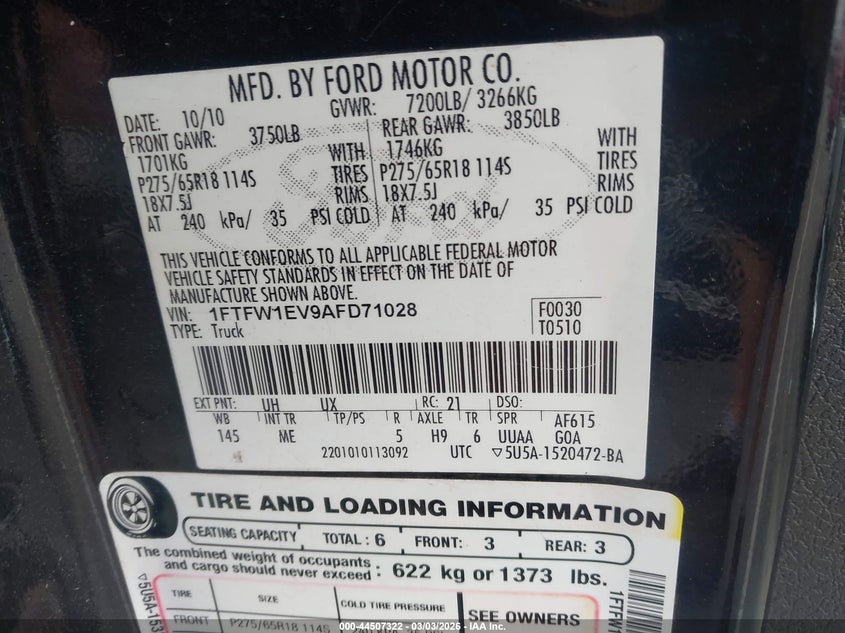 MFD. BY FORD MOTOR CO.
DATE: 10/10 GVWR: 7200LB/ 3266KG
FRONT GAWR: 3750LB REAR GAWR: 3850LB
1701KG WITH 1746KG WITH
P275/65R18 114S TIRES P275/65R18 114S TIRES
18X7.5J RIMS 18X7.5J RIMS
AT 240 kPa/ 35 PSI COLD AT 240 kPa/ 35 PSI COLD
THIS VEHICLE CONFORMS TO ALL APPLICABLE FEDERAL MOTOR
VEHICLE SAFETY STANDARDS IN EFFECT ON THE DATE OF
MANUFACTURE SHOWN ABOVE.
VIN: 1FTFW1EV9AFD71028 F0030
TYPE: Truck T0510
EXT PNT: UH UX RC: 21 DSO:
WB INT TR TP/PS R AXLE TR SPR AF615
145 ME 5 H9 6 UUAA GOA
2201010113092 UTC ▽5U5A-1520472-BA
TIRE AND LOADING INFORMATION
SEATING CAPACITY TOTAL: 6 FRONT: 3 REAR: 3
The combined weight of occupants
and cargo should never exceed: 622 kg or 1373 lbs.
TIRE SIZE COLD TIRE PRESSURE SEE OWNERS
FRONT P275/65R18 114S
▽5U5A-153
1FTFW1
000-44507322 — 03/03/2026 — IAA Inc.